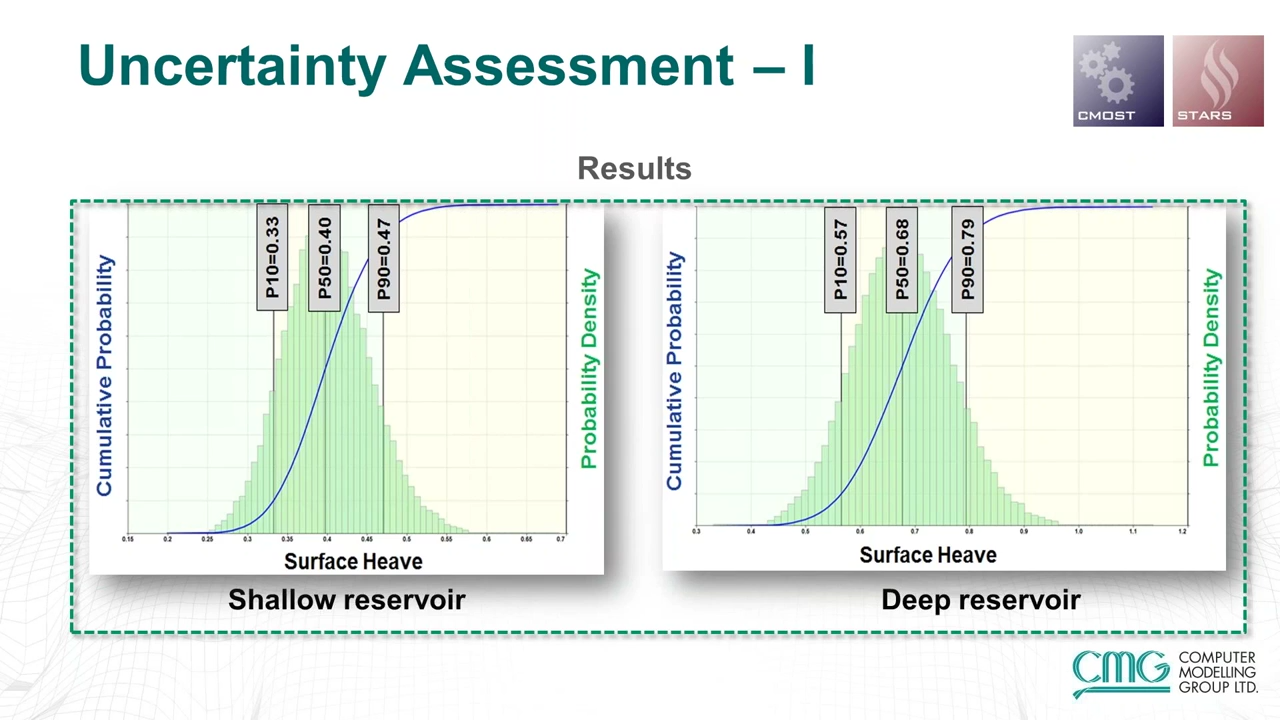 Uncertainty Assessment – I
CMOST
STARS
Results
Cumulative Probability
P10=0.33
P50=0.40
P90=0.47
Probability Density
0.15 0.2 0.25 0.3 0.35 0.4 0.45 0.5 0.55 0.6 0.65 0.7
Surface Heave
Shallow reservoir
Cumulative Probability
P10=0.57
P50=0.68
P90=0.79
Probability Density
0.3 0.4 0.5 0.6 0.7 0.8 0.9 1.0 1.1 1.2
Surface Heave
Deep reservoir
CMG
COMPUTER
MODELLING
GROUP LTD.